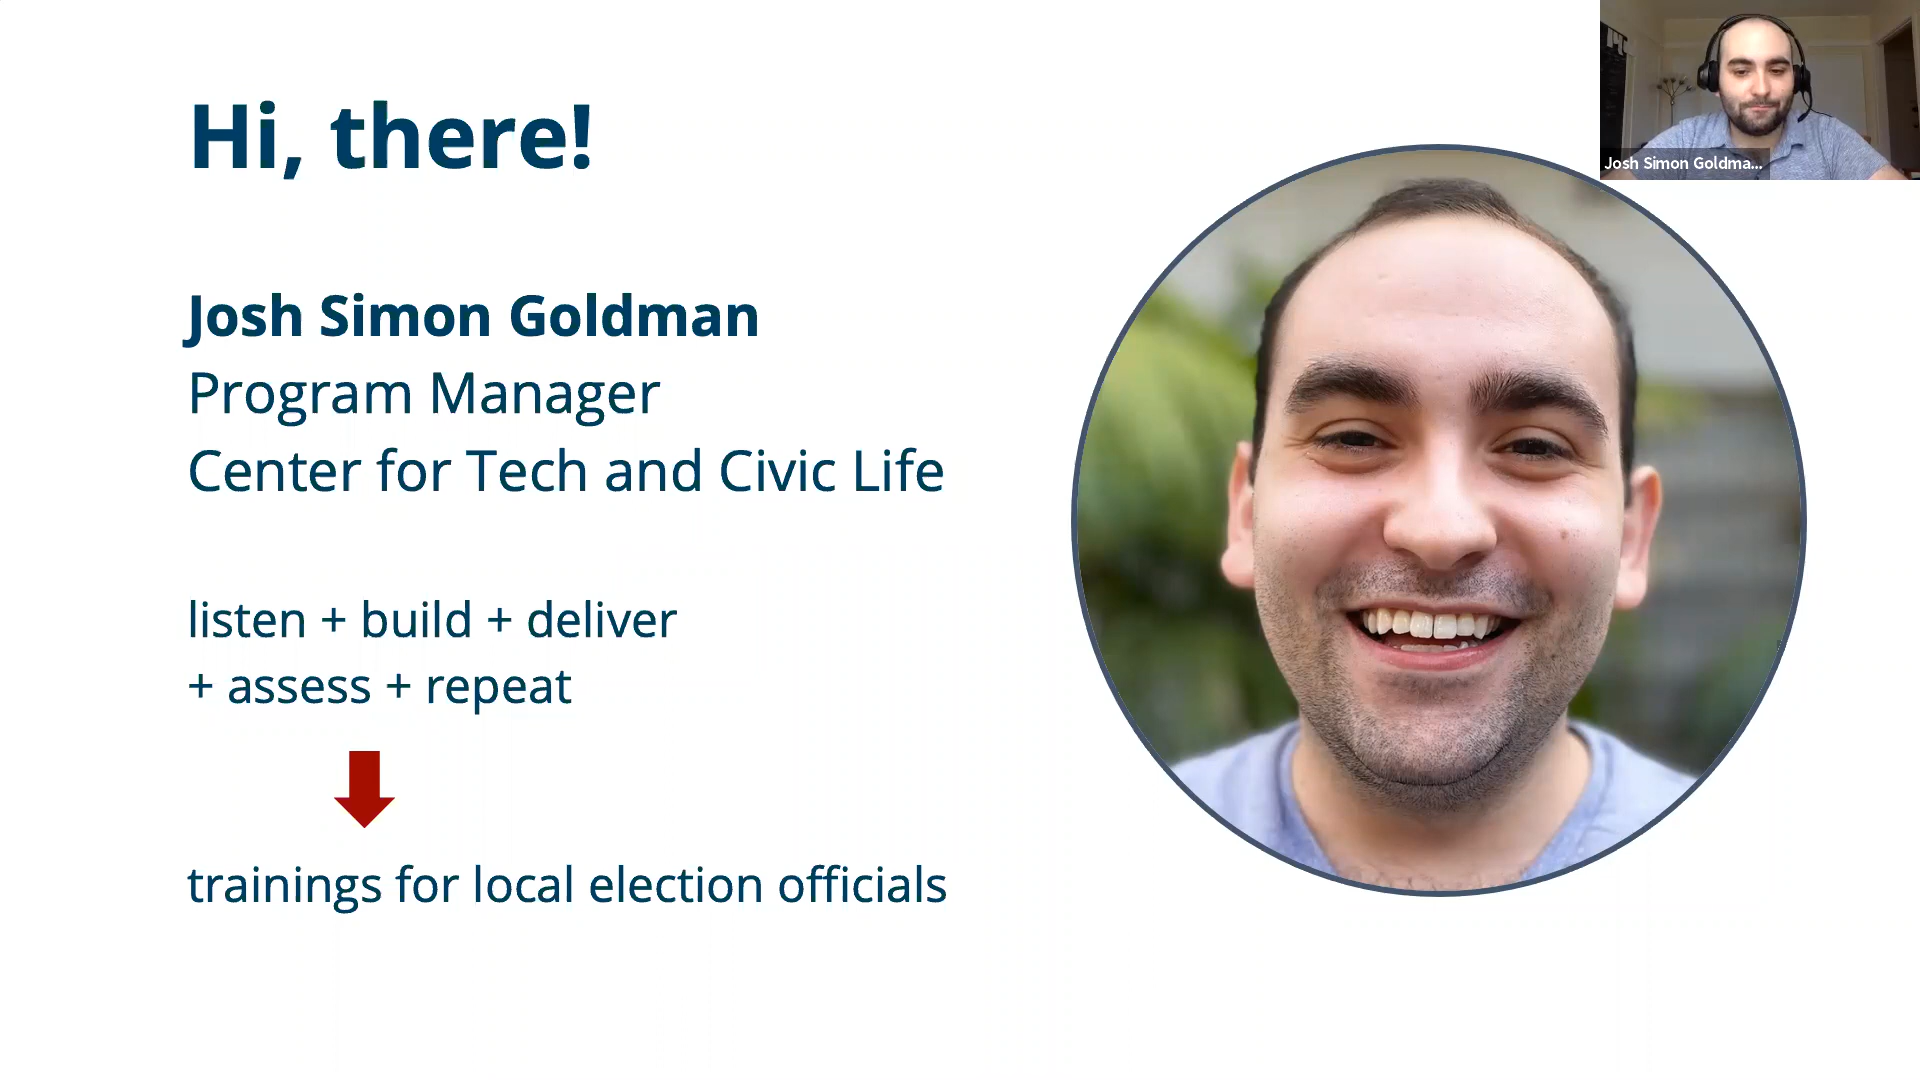 Hi, there!
Josh Simon Goldma...
Josh Simon Goldman
Program Manager
Center for Tech and Civic Life
listen + build + deliver
+ assess + repeat
trainings for local election officials